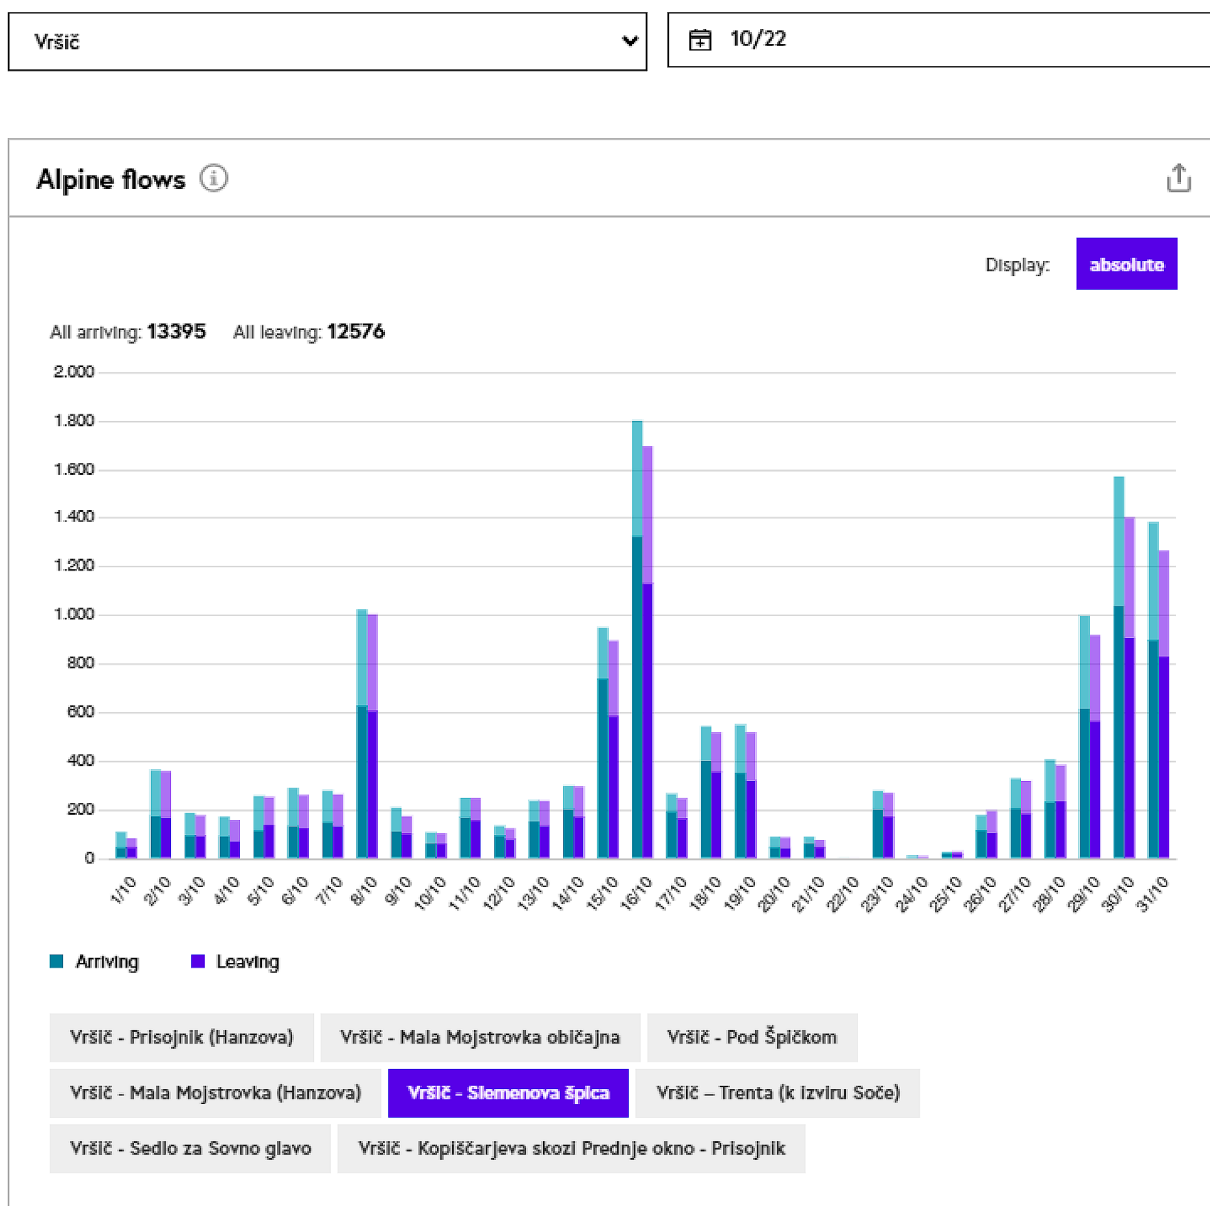 Vršič
10/22
Alpine flows
Display: absolute
All arriving: 13395 All leaving: 12576
2.000
1.800
1.600
1.400
1.200
1.000
800
600
400
200
0
1/10 2/10 3/10 4/10 5/10 6/10 7/10 8/10 9/10 10/10 11/10 12/10 13/10 14/10 15/10 16/10 17/10 18/10 19/10 20/10 21/10 22/10 23/10 24/10 25/10 26/10 27/10 28/10 29/10 30/10 31/10
Arriving Leaving
Vršič - Prisojnik (Hanzova) Vršič - Mala Mojstrovka običajna Vršič - Pod Špičkom
Vršič - Mala Mojstrovka (Hanzova) Vršič - Slemenova špica Vršič – Trenta (k izviru Soče)
Vršič - Sedlo za Sovno glavo Vršič - Kopiščarjeva skozi Prednje okno - Prisojnik